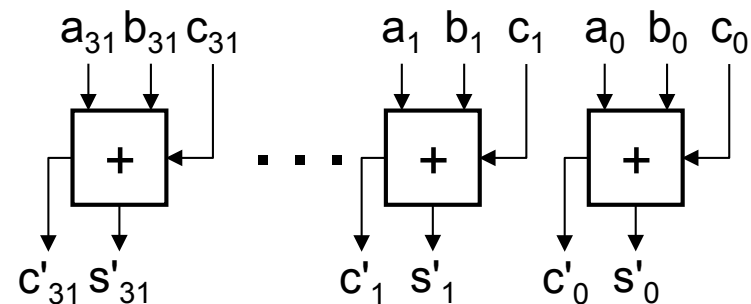 a₃₁ b₃₁ c₃₁ a₁ b₁ c₁ a₀ b₀ c₀
+ . . . + +
c'₃₁ s'₃₁ c'₁ s'₁ c'₀ s'₀